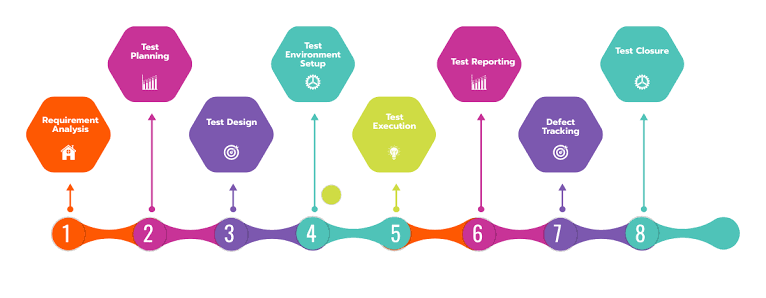 Requirement
Analysis
Test
Planning
Test Design
Test
Environment
Setup
Test
Execution
Test Reporting
Defect
Tracking
Test Closure
1 2 3 4 5 6 7 8